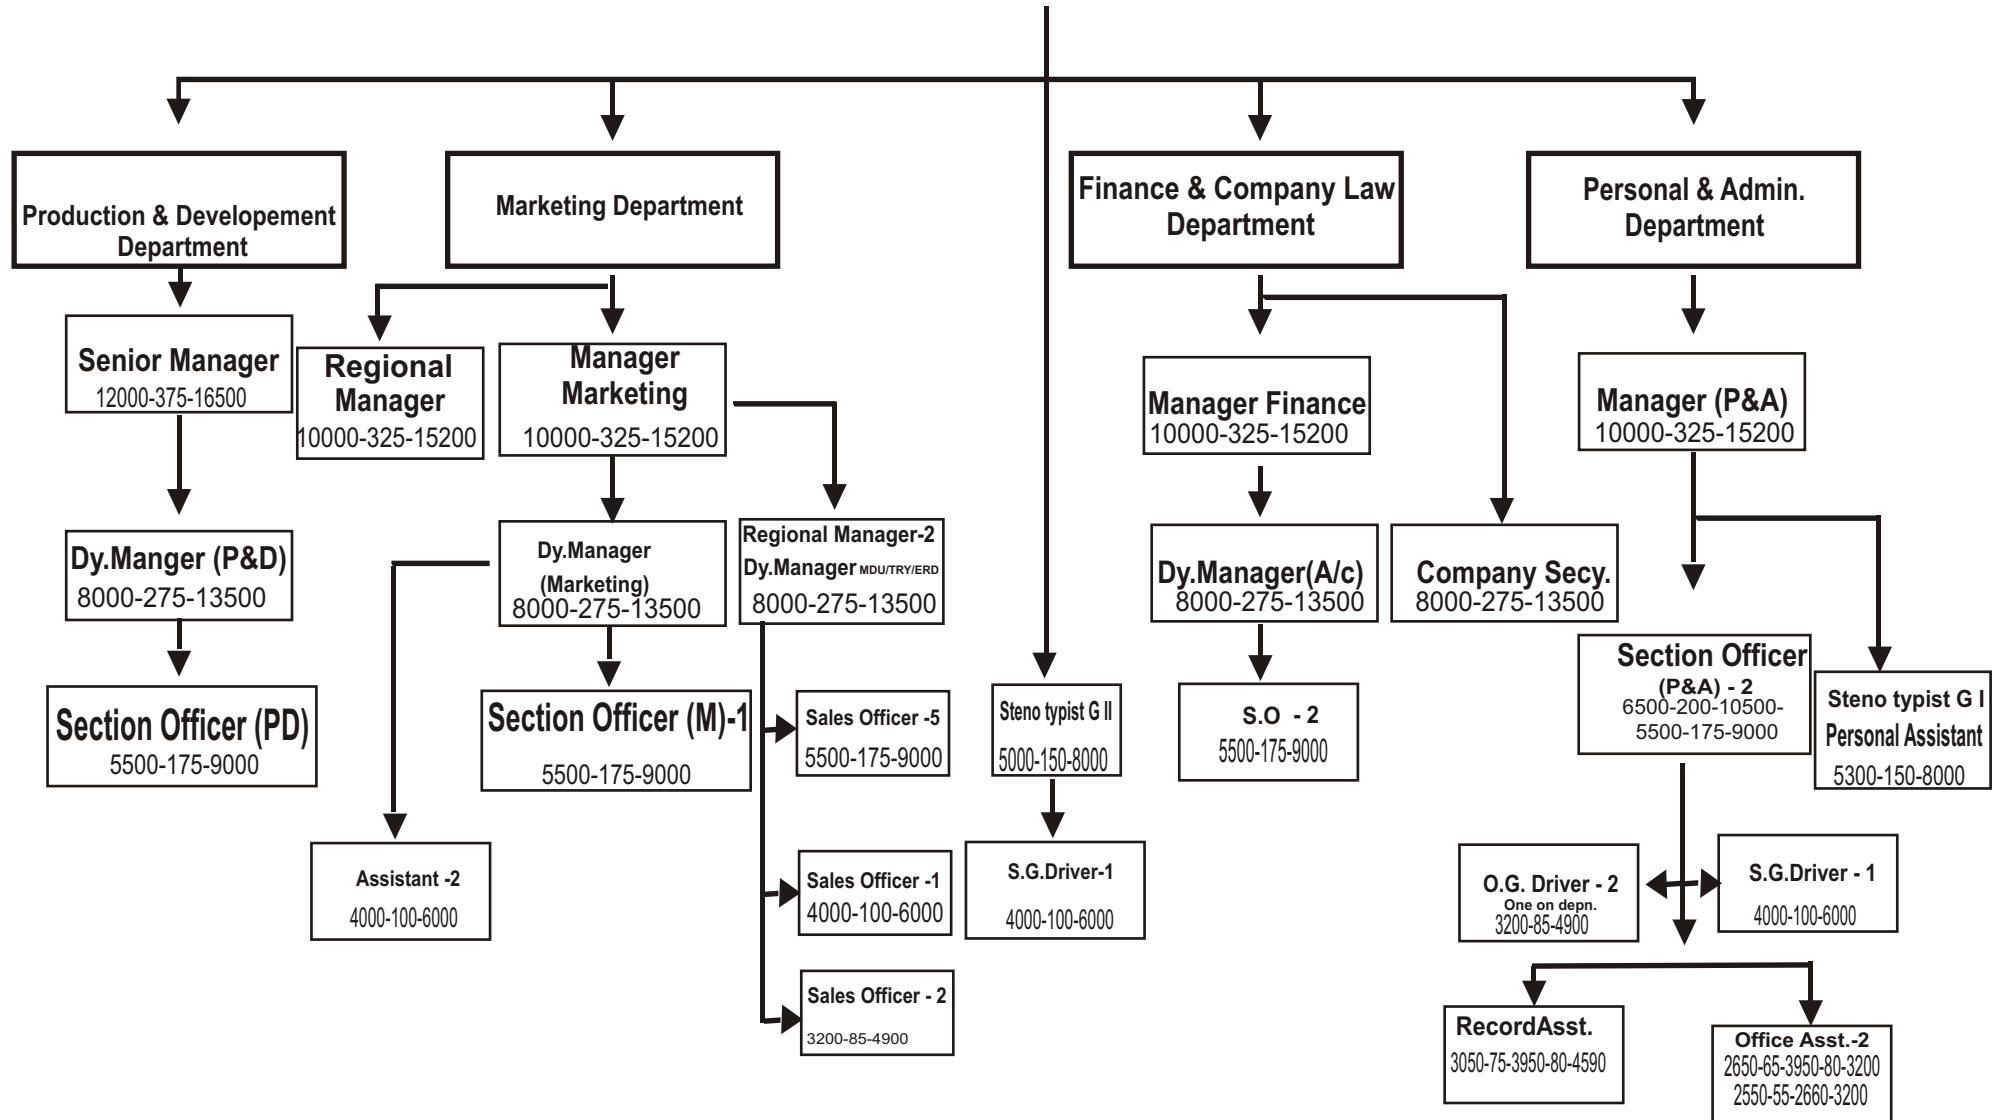 Production & Developement
Department
Marketing Department
Finance & Company Law
Department
Personal & Admin.
Department
Senior Manager
12000-375-16500
Regional
Manager
10000-325-15200
Manager
Marketing
10000-325-15200
Manager Finance
10000-325-15200
Manager (P&A)
10000-325-15200
Dy.Manger (P&D)
8000-275-13500
Dy.Manager
(Marketing)
8000-275-13500
Regional Manager-2
Dy.Manager MDU/TRY/ERD
8000-275-13500
Dy.Manager(A/c)
8000-275-13500
Company Secy.
8000-275-13500
Section Officer (PD)
5500-175-9000
Section Officer (M)-1
5500-175-9000
Sales Officer -5
5500-175-9000
Steno typist G II
5000-150-8000
S.O - 2
5500-175-9000
Section Officer
(P&A) - 2
6500-200-10500-
5500-175-9000
Steno typist G I
Personal Assistant
5300-150-8000
Assistant -2
4000-100-6000
Sales Officer -1
4000-100-6000
S.G.Driver-1
4000-100-6000
O.G. Driver - 2
One on depn.
3200-85-4900
S.G.Driver - 1
4000-100-6000
Sales Officer - 2
3200-85-4900
RecordAsst.
3050-75-3950-80-4590
Office Asst.-2
2650-65-3950-80-3200
2550-55-2660-3200